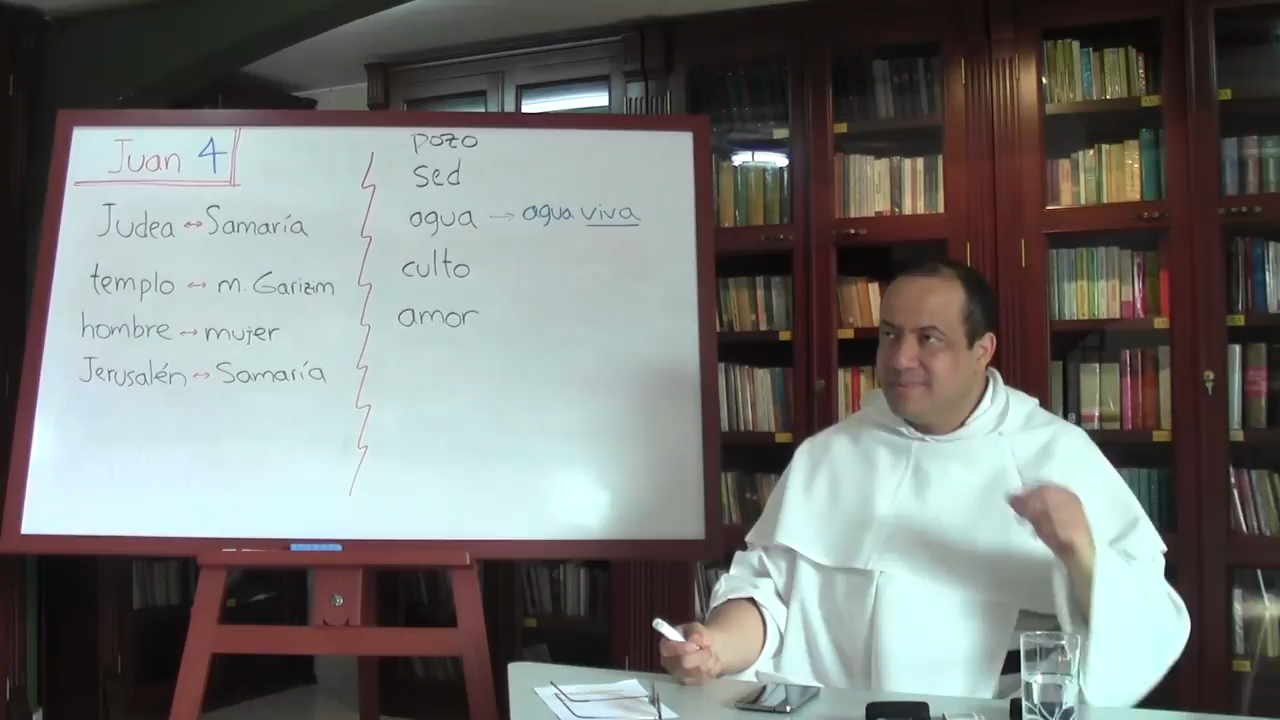 Juan 4
Judea ↔ Samaría
templo ↔ m. Garizim
hombre ↔ mujer
Jerusalén ↔ Samaría
pozo
sed
agua → agua viva
culto
amor